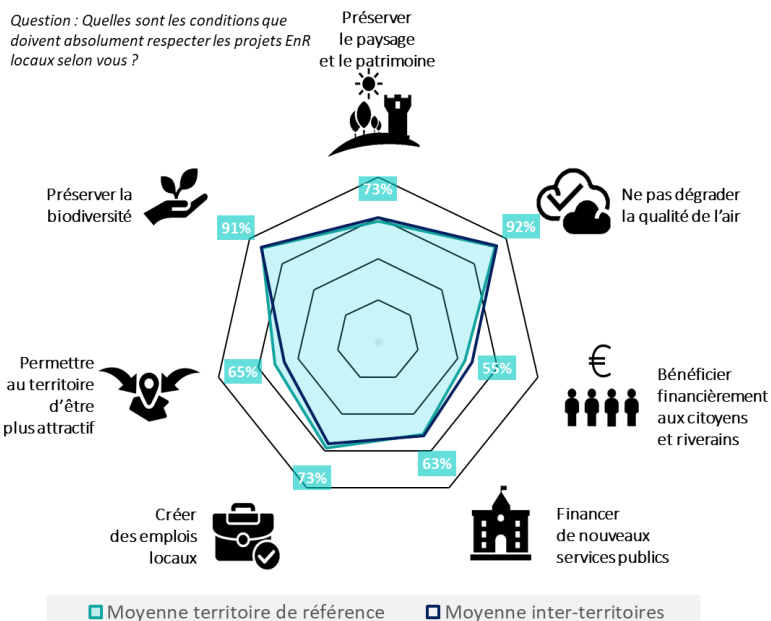 Question : Quelles sont les conditions que
doivent absolument respecter les projets EnR
locaux selon vous ?
Préserver
le paysage
et le patrimoine
73%
Préserver la
biodiversité
91%
92%
Ne pas dégrader
la qualité de l'air
Permettre
au territoire
d'être
plus attractif
65%
55%
€
Bénéficier
financièrement
aux citoyens
et riverains
73%
63%
Créer
des emplois
locaux
Financer
de nouveaux
services publics
Moyenne territoire de référence
Moyenne inter-territoires